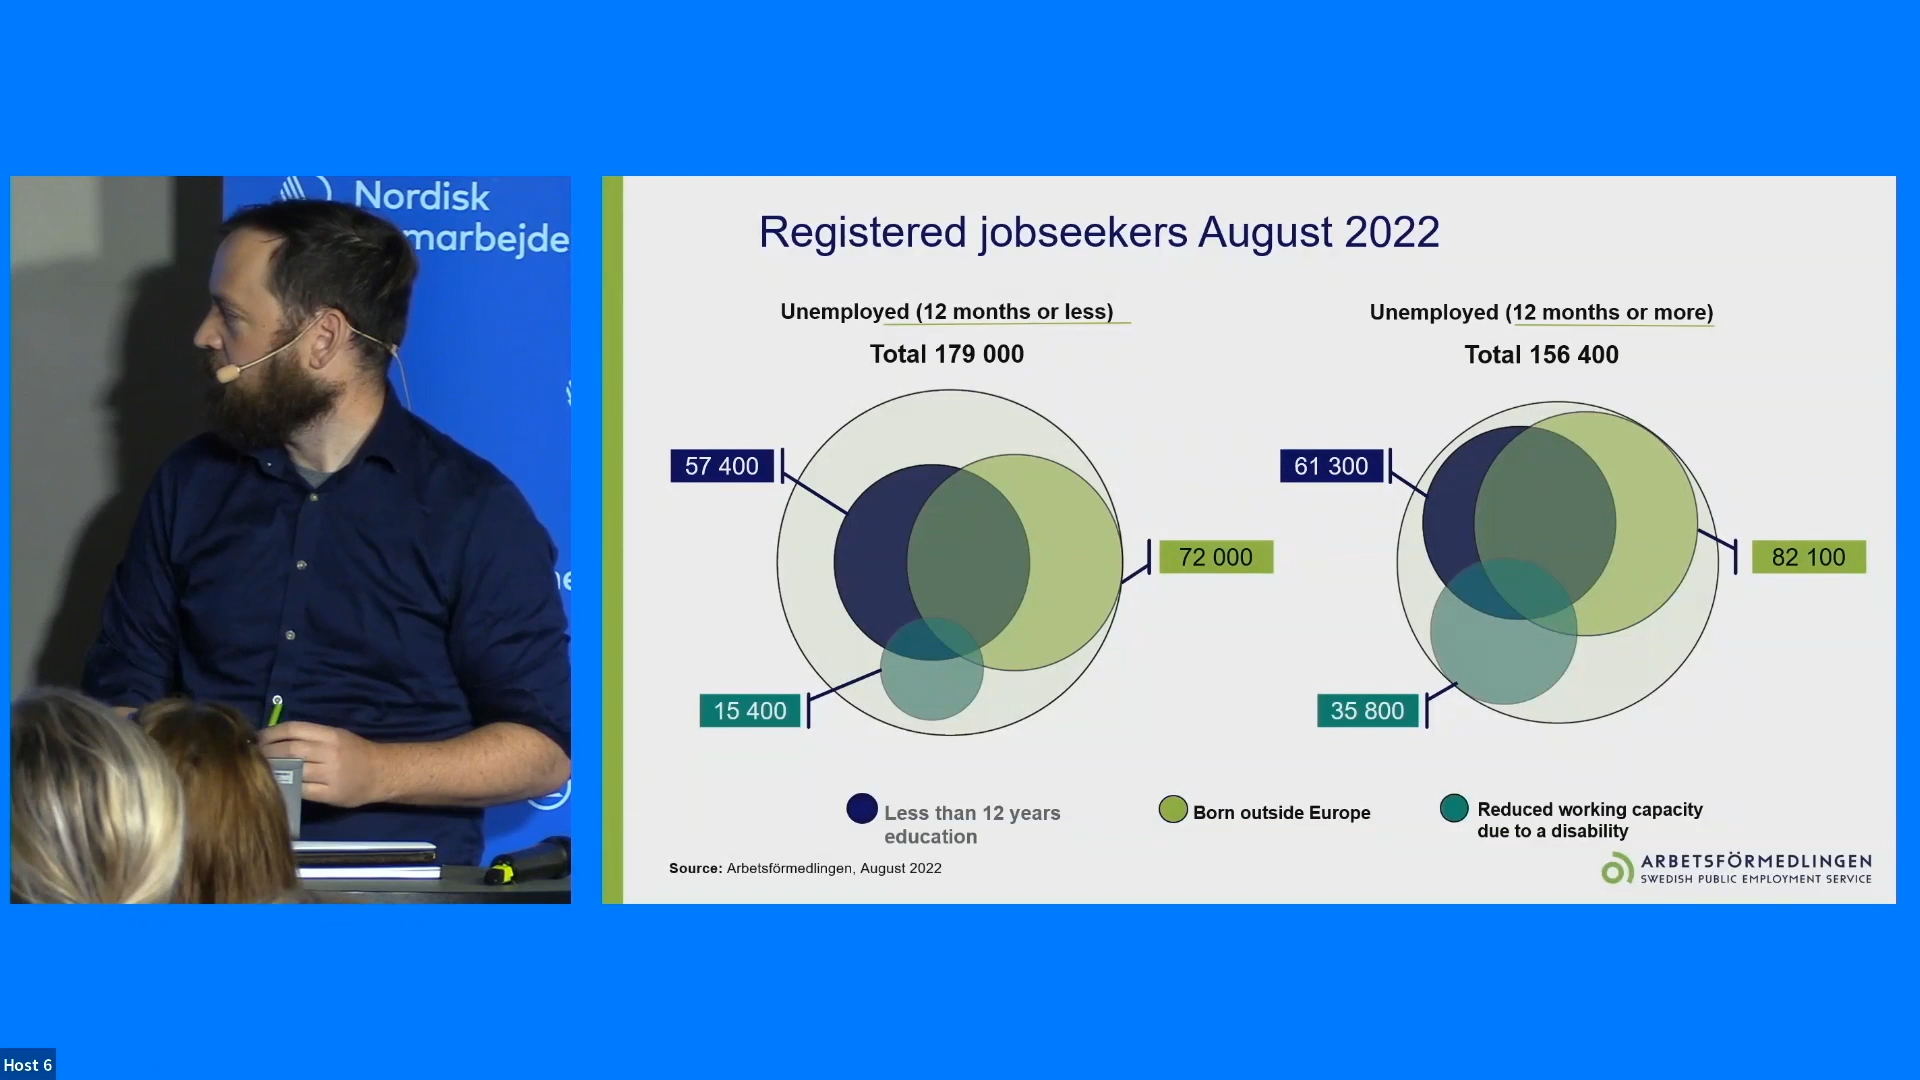 Nordisk
Registered jobseekers August 2022
Unemployed (12 months or less)
Total 179 000
57 400
72 000
15 400
Unemployed (12 months or more)
Total 156 400
61 300
82 100
35 800
Less than 12 years
education
Born outside Europe
Reduced working capacity
due to a disability
Source: Arbetsförmedlingen, August 2022
ARBETSFÖRMEDLINGEN
SWEDISH PUBLIC EMPLOYMENT SERVICE
Host 6